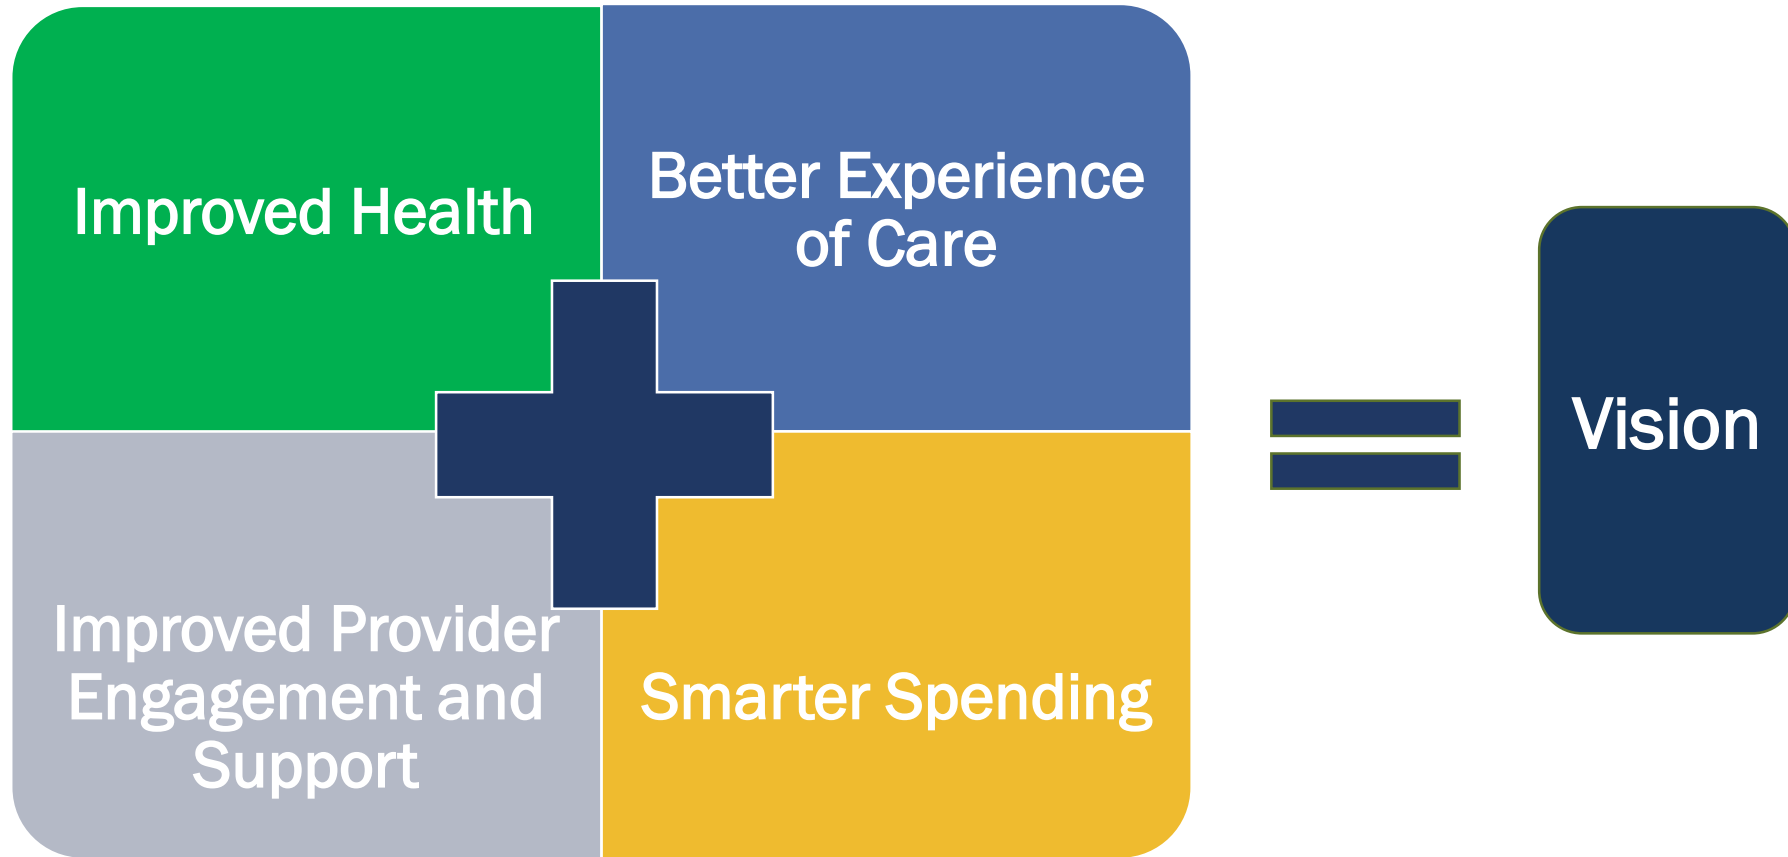 Improved Health
Better Experience
of Care
Improved Provider
Engagement and
Support
Smarter Spending
Vision